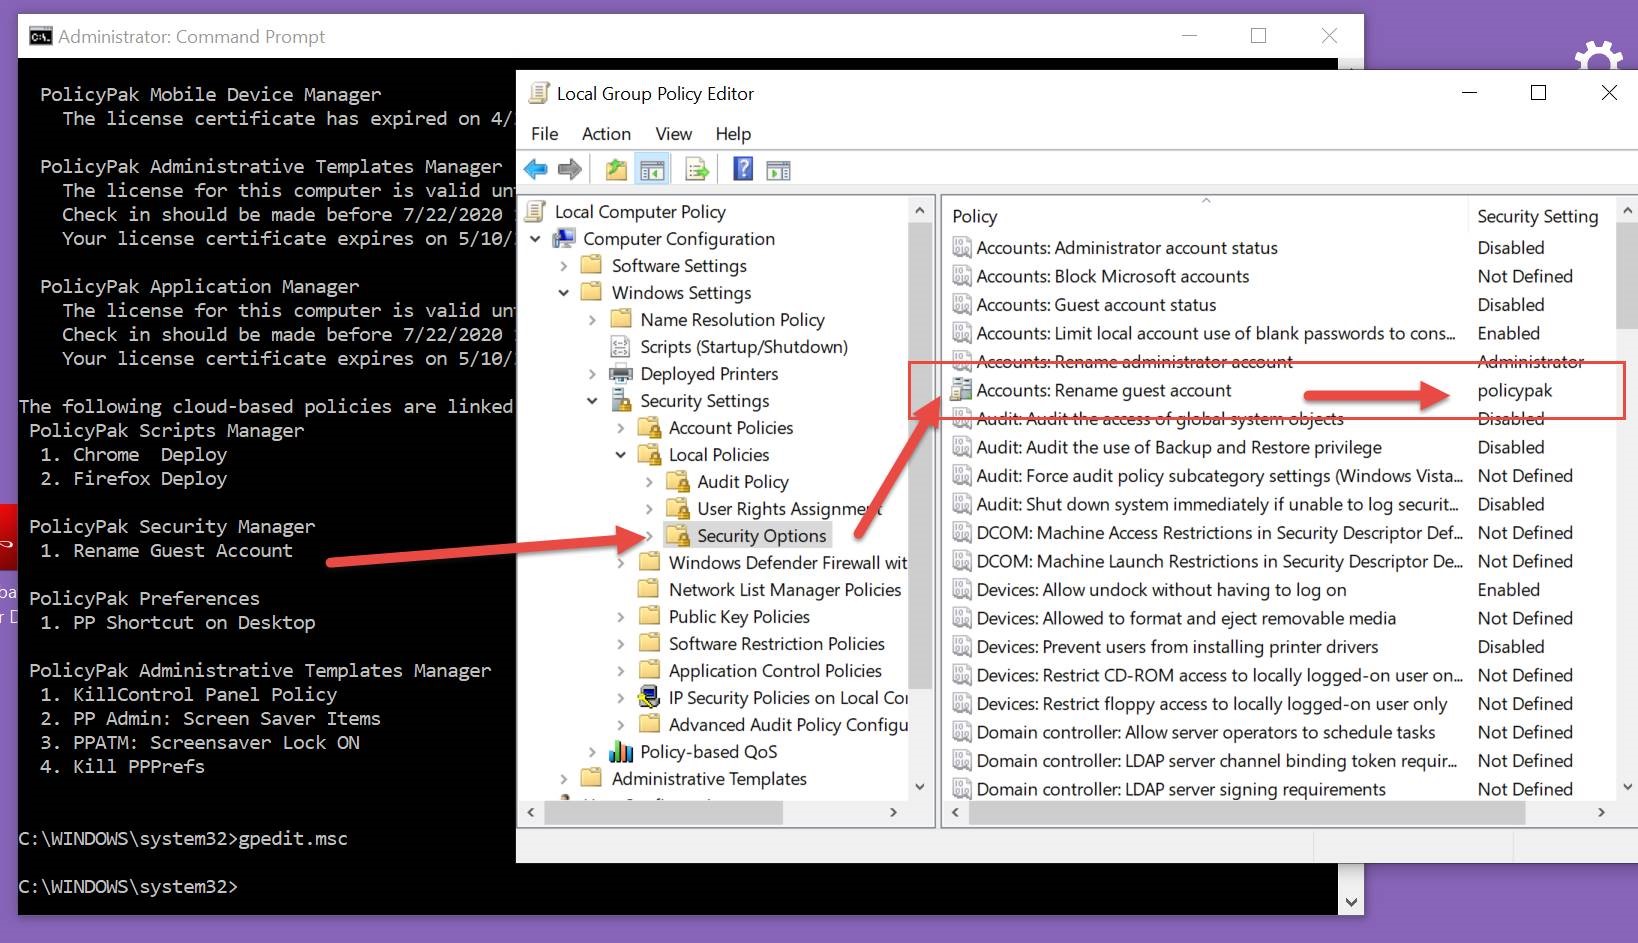 Administrator: Command Prompt
PolicyPak Mobile Device Manager
The license certificate has expired on 4/
PolicyPak Administrative Templates Manager
The license for this computer is valid
Check in should be made before 7/22/2020
Your license certificate expires on 5/10/
PolicyPak Application Manager
The license for this computer is valid
Check in should be made before 7/22/2020
Your license certificate expires on 5/10/
The following cloud-based policies are linked
PolicyPak Scripts Manager
1. Chrome  Deploy
2. Firefox Deploy
PolicyPak Security Manager
1. Rename Guest Account
PolicyPak Preferences
1. PP Shortcut on Desktop
PolicyPak Administrative Templates Manager
1. KillControl Panel Policy
2. PP Admin: Screen Saver Items
3. PPATM: Screensaver Lock ON
4. Kill PPPrefs
C:\WINDOWS\system32>gpedit.msc
C:\WINDOWS\system32>
Local Group Policy Editor
File Action View Help
Local Computer Policy
Computer Configuration
Software Settings
Windows Settings
Name Resolution Policy
Scripts (Startup/Shutdown)
Deployed Printers
Security Settings
Account Policies
Local Policies
Audit Policy
User Rights Assignment
Security Options
Windows Defender Firewall wit
Network List Manager Policies
Public Key Policies
Software Restriction Policies
Application Control Policies
IP Security Policies on Local Co
Advanced Audit Policy Configu
Policy-based QoS
Administrative Templates
Policy Security Setting
Accounts: Administrator account status Disabled
Accounts: Block Microsoft accounts Not Defined
Accounts: Guest account status Disabled
Accounts: Limit local account use of blank passwords to cons... Enabled
Accounts: Rename administrator account Administrator
Accounts: Rename guest account policypak
Audit: Audit the access of global system objects Disabled
Audit: Audit the use of Backup and Restore privilege Disabled
Audit: Force audit policy subcategory settings (Windows Vista... Not Defined
Audit: Shut down system immediately if unable to log securit... Disabled
DCOM: Machine Access Restrictions in Security Descriptor Def... Not Defined
DCOM: Machine Launch Restrictions in Security Descriptor De... Not Defined
Devices: Allow undock without having to log on Enabled
Devices: Allowed to format and eject removable media Not Defined
Devices: Prevent users from installing printer drivers Disabled
Devices: Restrict CD-ROM access to locally logged-on user on... Not Defined
Devices: Restrict floppy access to locally logged-on user only Not Defined
Domain controller: Allow server operators to schedule tasks Not Defined
Domain controller: LDAP server channel binding token requir... Not Defined
Domain controller: LDAP server signing requirements Not Defined